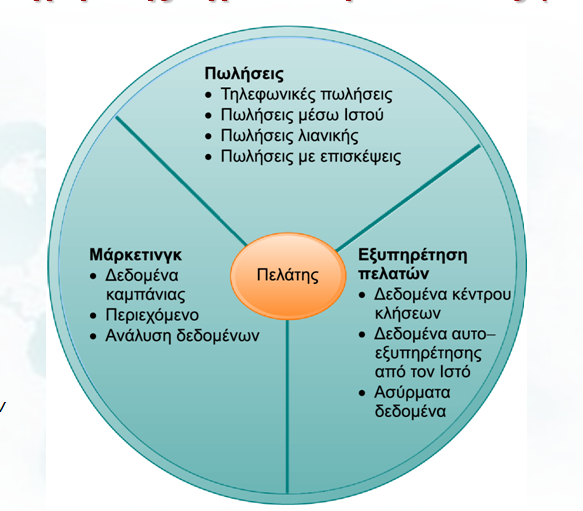 Πωλήσεις
• Τηλεφωνικές πωλήσεις
• Πωλήσεις μέσω Ιστού
• Πωλήσεις λιανικής
• Πωλήσεις με επισκέψεις
Μάρκετινγκ
• Δεδομένα
καμπάνιας
• Περιεχόμενο
• Ανάλυση δεδομένων
Πελάτης
Εξυπηρέτηση
πελατών
• Δεδομένα κέντρου
κλήσεων
• Δεδομένα αυτο–
εξυπηρέτησης
από τον Ιστό
• Ασύρματα
δεδομένα